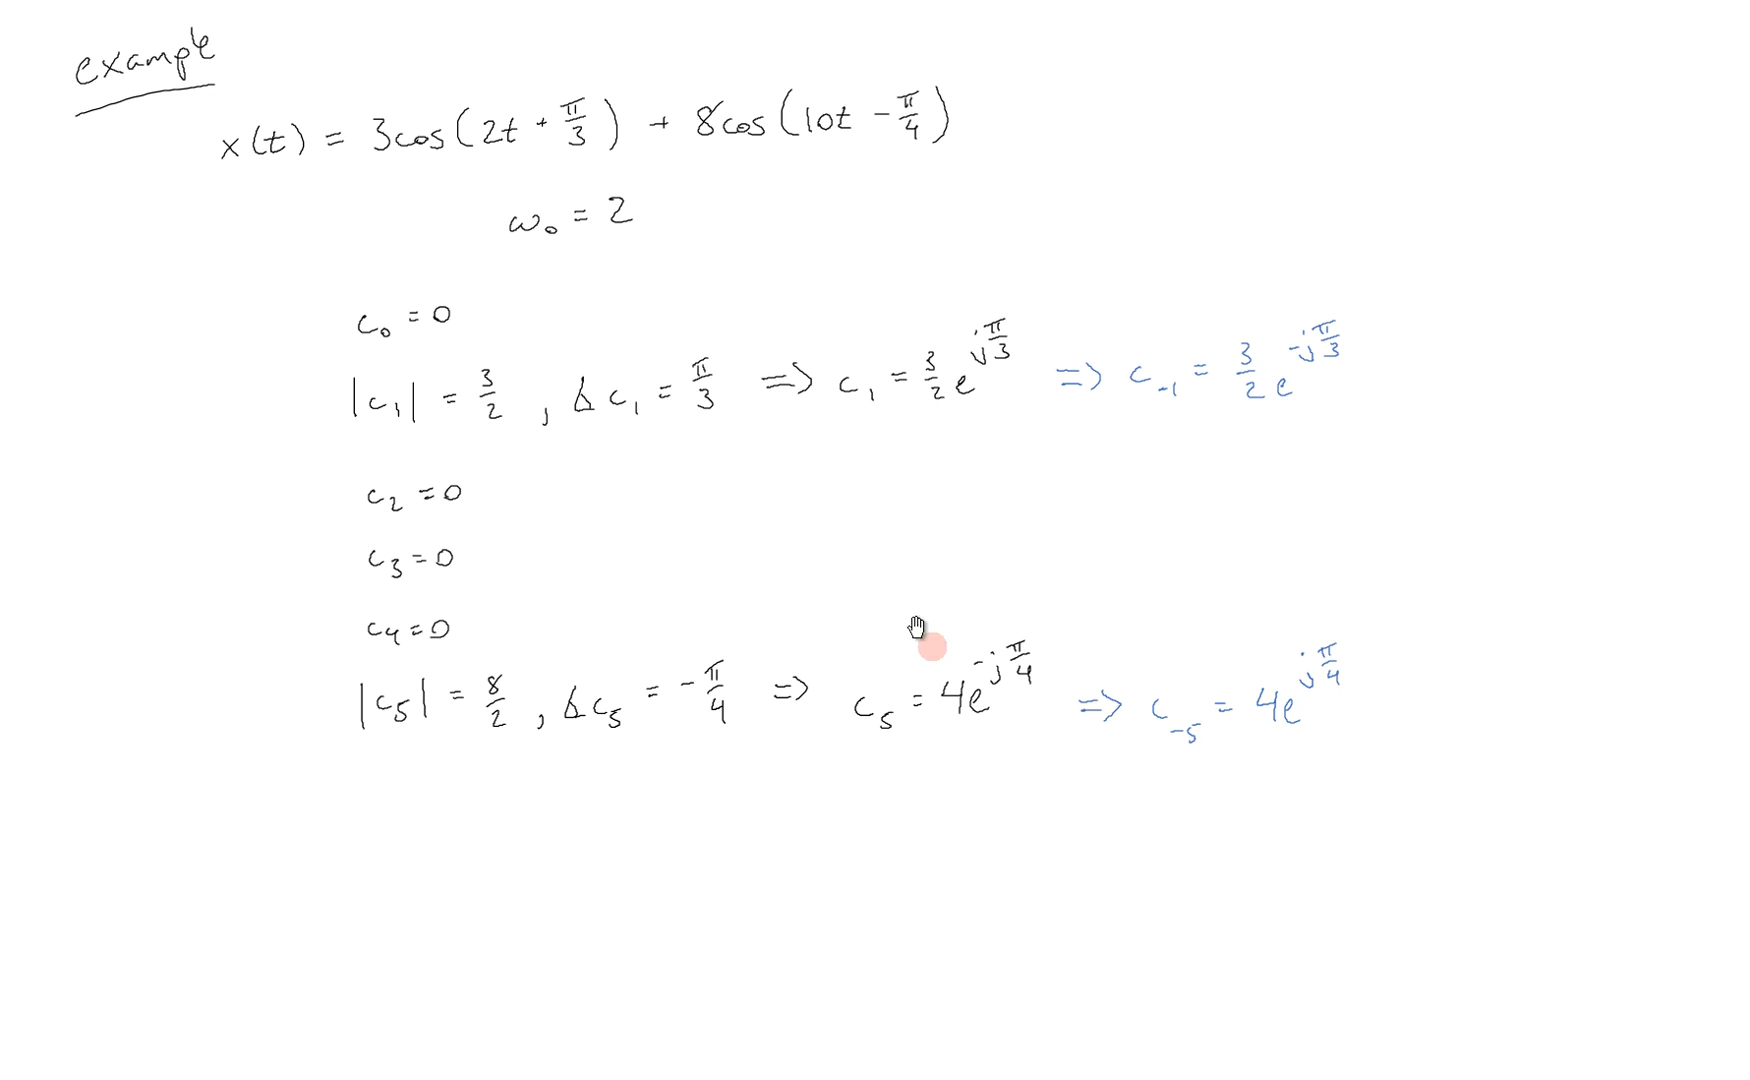 example
x(t) = 3cos(2t + π/3) + 8cos(10t - π/4)
ω₀ = 2
c₀ = 0
|c₁| = 3/2 , ∡c₁ = π/3 => c₁ = 3/2 e^(jπ/3) => c₋₁ = 3/2 e^(-jπ/3)
c₂ = 0
c₃ = 0
c₄ = 0
|c₅| = 8/2 , ∡c₅ = -π/4 => c₅ = 4e^(-jπ/4) => c₋₅ = 4e^(jπ/4)